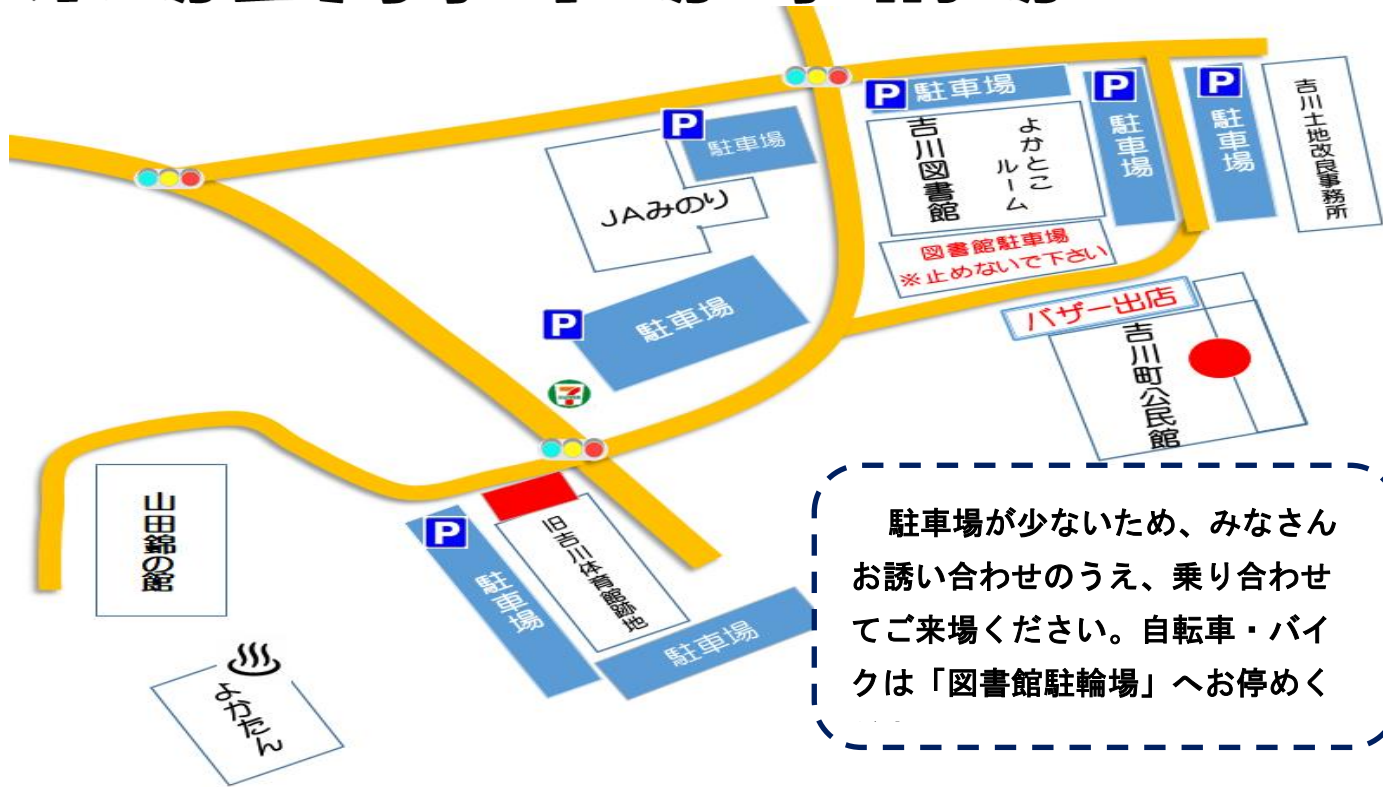 P 駐車場
P
駐車場
P
駐車場
吉川土地改良事務所
P
駐車場
JAみのり
よかとこ
ルーム
吉川図書館
図書館駐車場
※止めないで下さい
P
駐車場
バザー出店
吉川町公民館
7
山田錦の館
P
駐車場
旧吉川体育館跡地
駐車場
よかたん
駐車場が少ないため、みなさん
お誘い合わせのうえ、乗り合わせ
てご来場ください。自転車・バイ
クは「図書館駐輪場」へお停めく